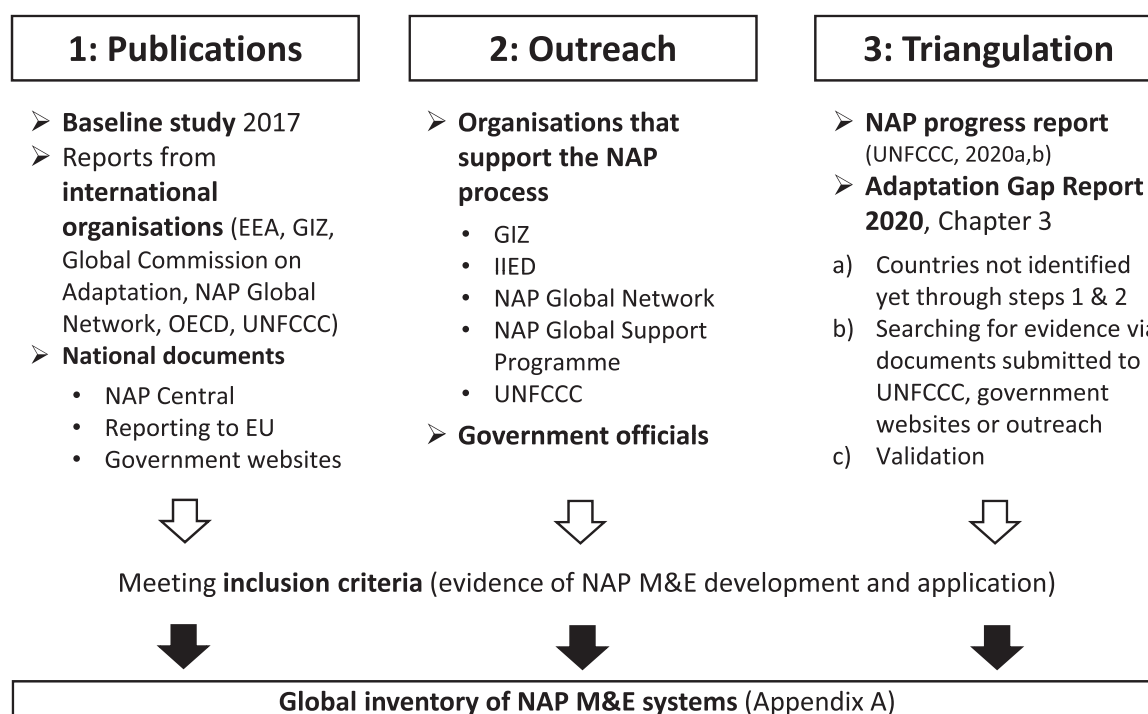 1: Publications
➢ Baseline study 2017
➢ Reports from
international
organisations (EEA, GIZ,
Global Commission on
Adaptation, NAP Global
Network, OECD, UNFCCC)
➢ National documents
• NAP Central
• Reporting to EU
• Government websites
2: Outreach
➢ Organisations that
support the NAP
process
• GIZ
• IIED
• NAP Global Network
• NAP Global Support
Programme
• UNFCCC
➢ Government officials
3: Triangulation
➢ NAP progress report
(UNFCCC, 2020a,b)
➢ Adaptation Gap Report
2020, Chapter 3
a) Countries not identified
yet through steps 1 & 2
b) Searching for evidence via
documents submitted to
UNFCCC, government
websites or outreach
c) Validation
Meeting inclusion criteria (evidence of NAP M&E development and application)
Global inventory of NAP M&E systems (Appendix A)